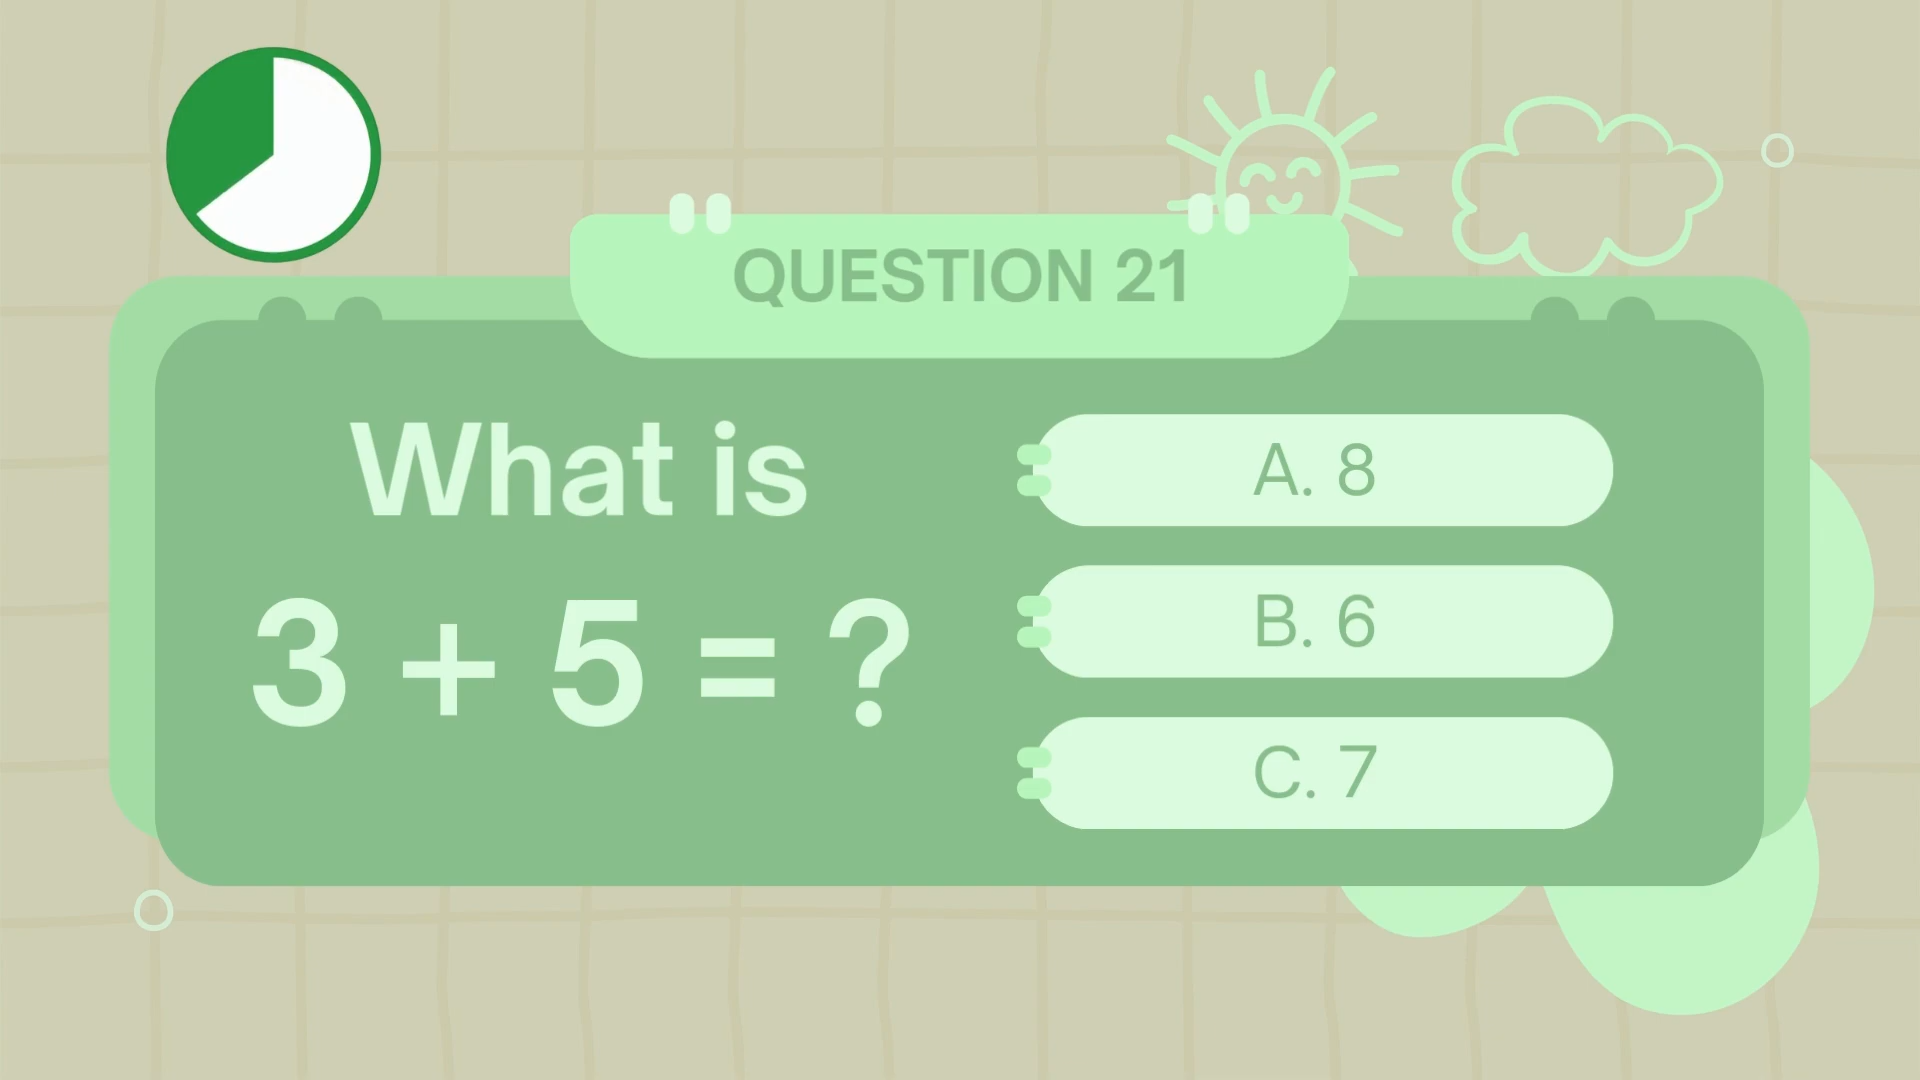 QUESTION 21
What is
3 + 5 = ?
A. 8
B. 6
C. 7